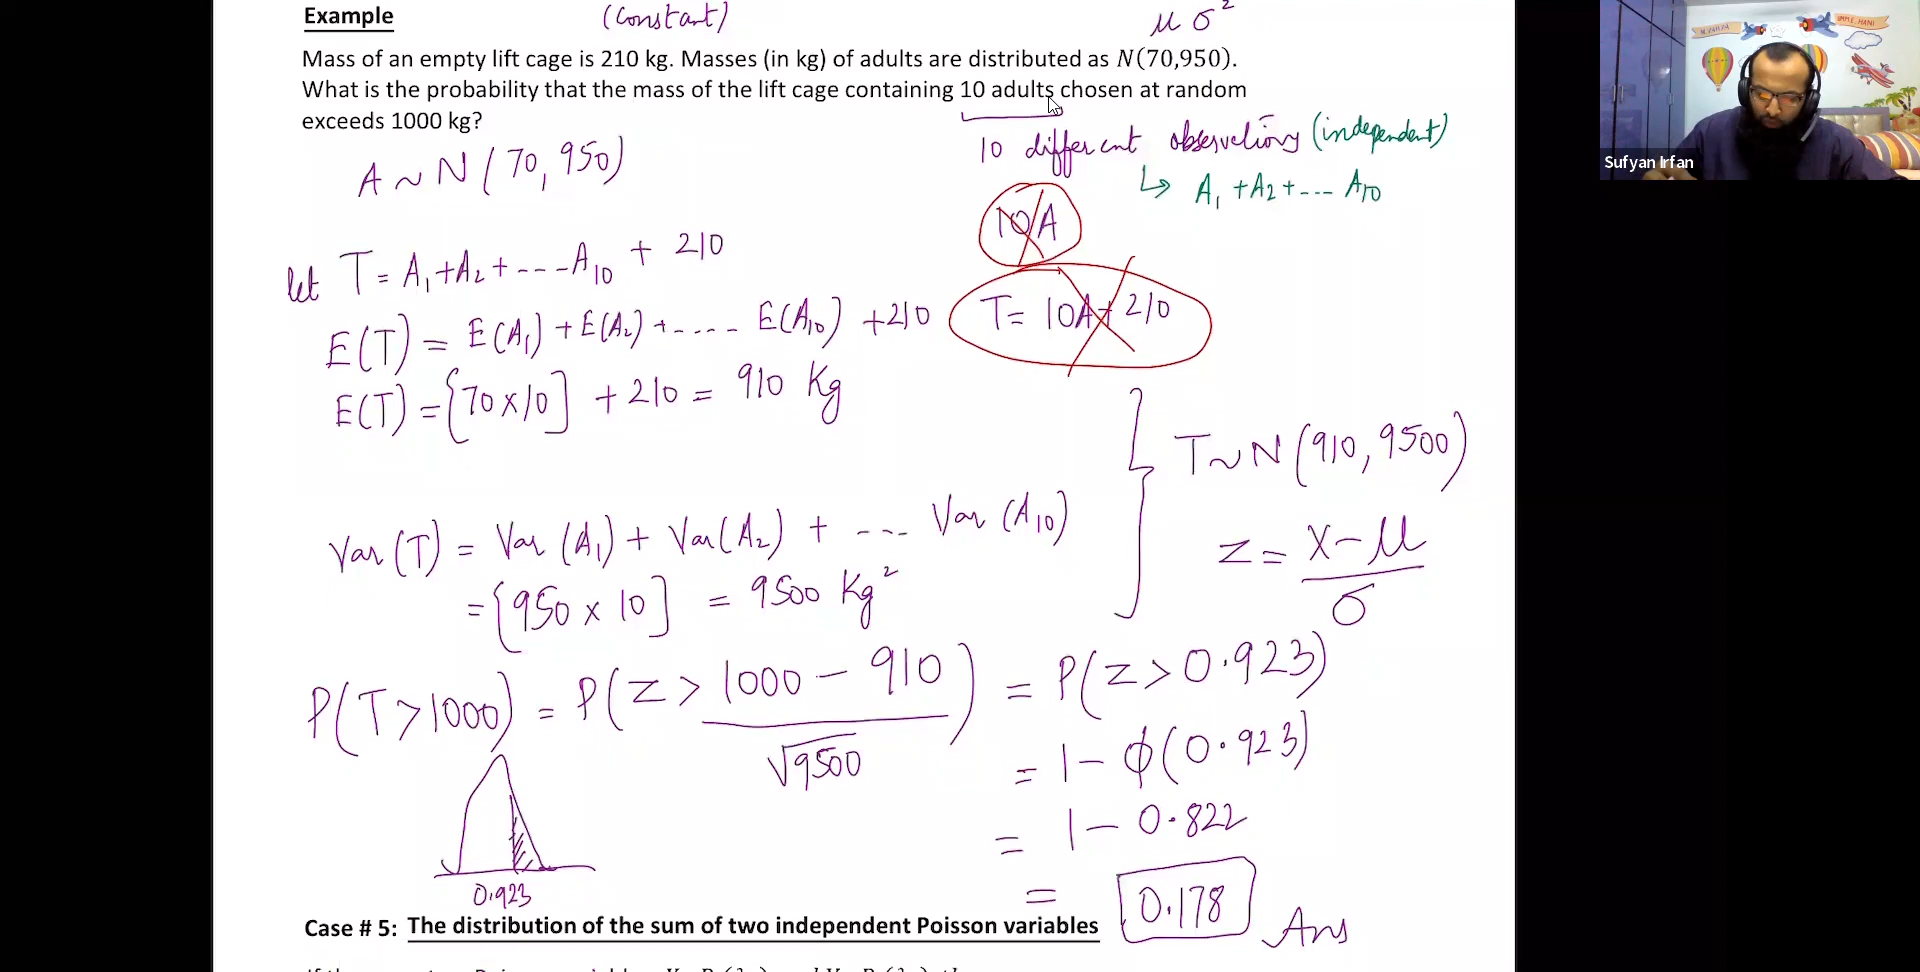 Example
(Constant)
μ σ²
Mass of an empty lift cage is 210 kg. Masses (in kg) of adults are distributed as N(70,950).
What is the probability that the mass of the lift cage containing 10 adults chosen at random
exceeds 1000 kg?
10 different observations (independent)
↳ A₁ +A₂+---- A₁₀
A ~ N (70, 950)
10A
let T= A₁+A₂+----A₁₀ + 210
T= 10A+210
E(T) = E(A₁) + E(A₂) +----- E(A₁₀) +210
E(T) = [70×10] + 210 = 910 Kg
T~N (910, 9500)
Var (T) = Var (A₁) + Var(A₂) + ---- Var (A₁₀)
= [950 × 10] = 9500 Kg²
Z = X-μ
σ
P(T>1000) = P(Z > 1000 - 910 ) = P(Z>0.923)
√9500
= 1- ϕ(0.923)
= 1- 0.822
= 0.178 Ans
0.923
Case # 5: The distribution of the sum of two independent Poisson variables
Sufyan Irfan